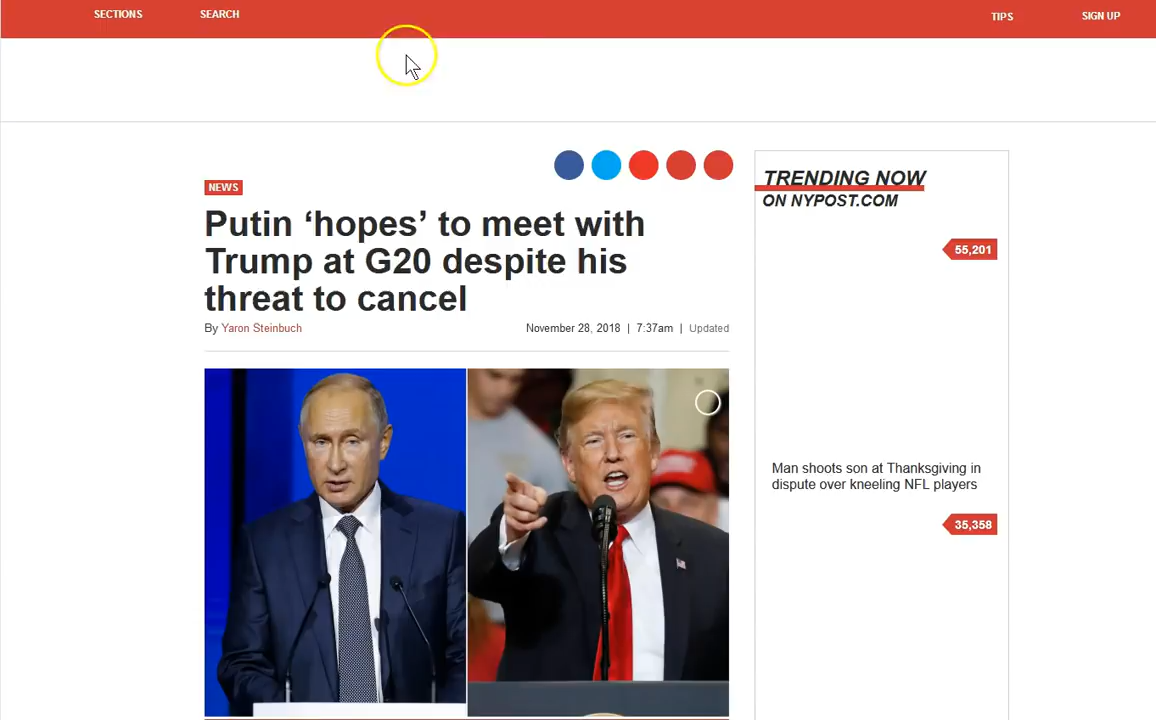 SECTIONS
SEARCH
TIPS
SIGN UP
NEWS
Putin ‘hopes’ to meet with
Trump at G20 despite his
threat to cancel
By Yaron Steinbuch
November 28, 2018 | 7:37am | Updated
TRENDING NOW
ON NYPOST.COM
55,201
Man shoots son at Thanksgiving in
dispute over kneeling NFL players
35,358